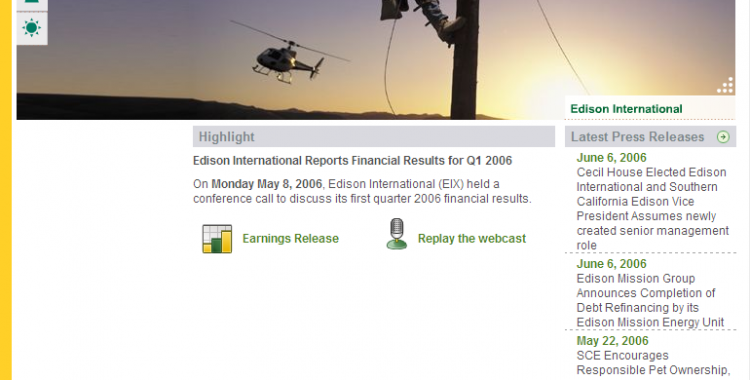 Edison International
Highlight
Edison International Reports Financial Results for Q1 2006
On Monday May 8, 2006, Edison International (EIX) held a
conference call to discuss its first quarter 2006 financial results.
Earnings Release
Replay the webcast
Latest Press Releases
June 6, 2006
Cecil House Elected Edison
International and Southern
California Edison Vice
President Assumes newly
created senior management
role
June 6, 2006
Edison Mission Group
Announces Completion of
Debt Refinancing by its
Edison Mission Energy Unit
May 22, 2006
SCE Encourages
Responsible Pet Ownership,